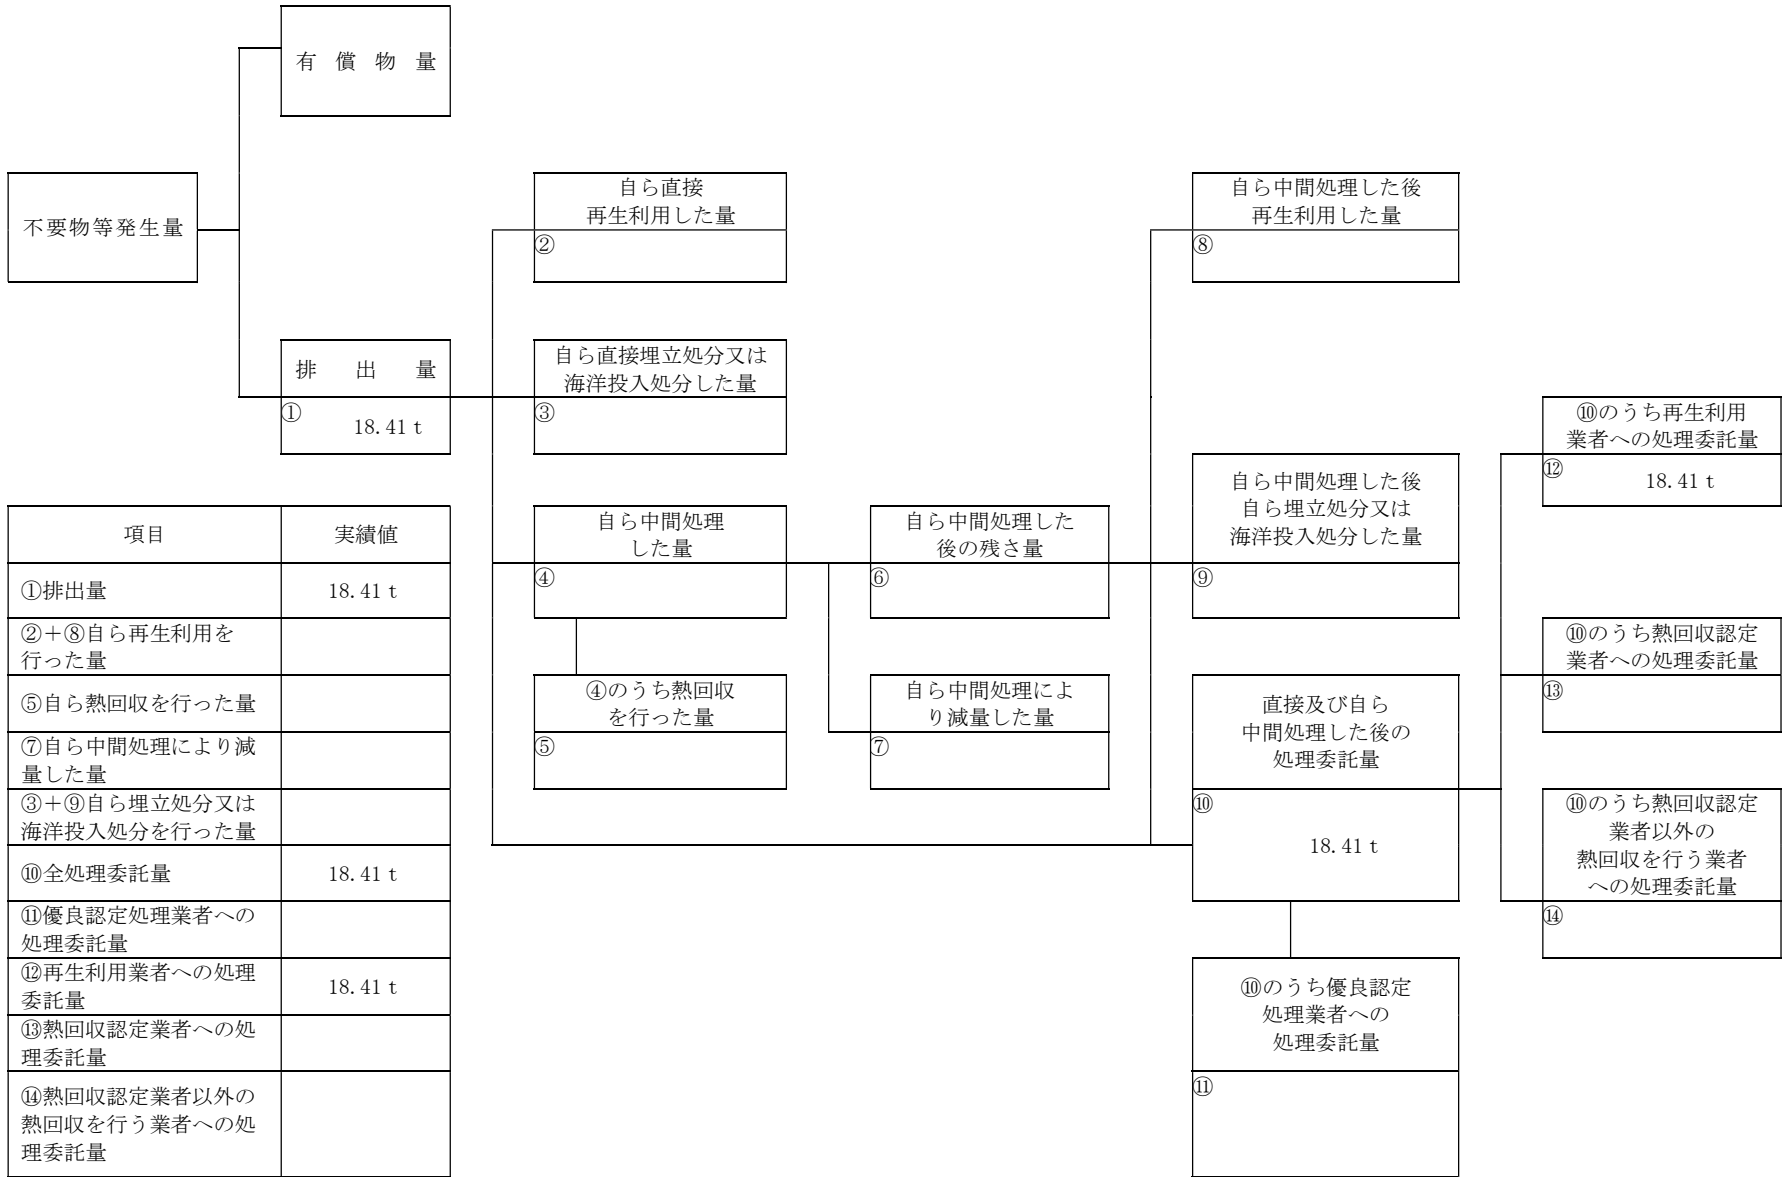 有償物量
不要物等発生量
自ら直接
再生利用した量
②
自ら中間処理した後
再生利用した量
⑧
排出量
①
18.41ｔ
自ら直接埋立処分又は
海洋投入処分した量
③
⑩のうち再生利用
業者への処理委託量
⑫
18.41ｔ
自ら中間処理した後
自ら埋立処分又は
海洋投入処分した量
⑨
自ら中間処理
した量
④
自ら中間処理した
後の残さ量
⑥
⑩のうち熱回収認定
業者への処理委託量
⑬
④のうち熱回収
を行った量
⑤
自ら中間処理によ
り減量した量
⑦
直接及び自ら
中間処理した後の
処理委託量
⑩
18.41ｔ
⑩のうち熱回収認定
業者以外の
熱回収を行う業者
への処理委託量
⑭
⑩のうち優良認定
処理業者への
処理委託量
⑪
項目 実績値
①排出量 18.41ｔ
②＋⑧自ら再生利用を
行った量
⑤自ら熱回収を行った量
⑦自ら中間処理により減
量した量
③＋⑨自ら埋立処分又は
海洋投入処分を行った量
⑩全処理委託量 18.41ｔ
⑪優良認定処理業者への
処理委託量
⑫再生利用業者への処理
委託量
18.41ｔ
⑬熱回収認定業者への処
理委託量
⑭熱回収認定業者以外の
熱回収を行う業者への処
理委託量